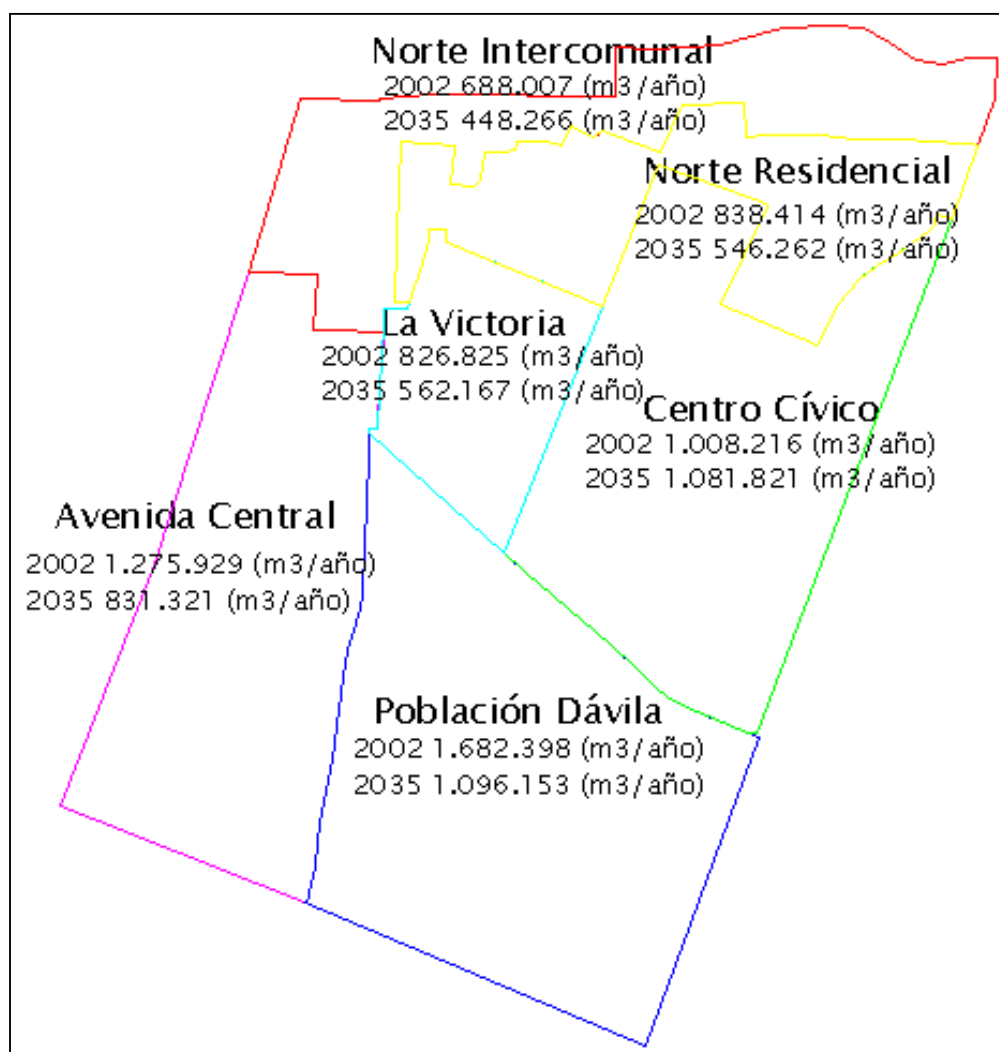 Norte Intercomunal
2002 688.007 (m3/año)
2035 448.266 (m3/año)
Norte Residencial
2002 838.414 (m3/año)
2035 546.262 (m3/año)
La Victoria
2002 826.825 (m3/año)
2035 562.167 (m3/año)
Centro Cívico
2002 1.008.216 (m3/año)
2035 1.081.821 (m3/año)
Avenida Central
2002 1.275.929 (m3/año)
2035 831.321 (m3/año)
Población Dávila
2002 1.682.398 (m3/año)
2035 1.096.153 (m3/año)